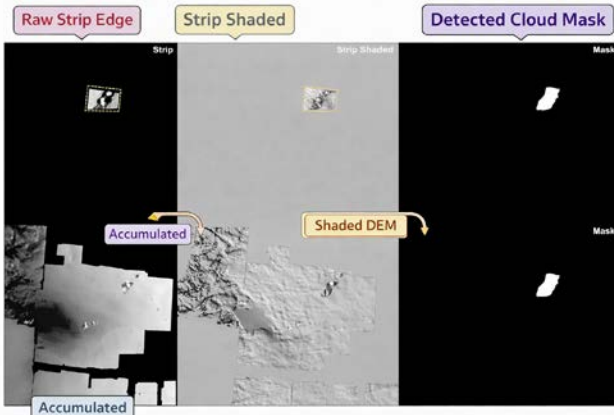 Raw Strip Edge
Strip Shaded
Detected Cloud Mask
Strip
Strip Shaded
Mask
Accumulated
Shaded DEM
Mask
Accumulated